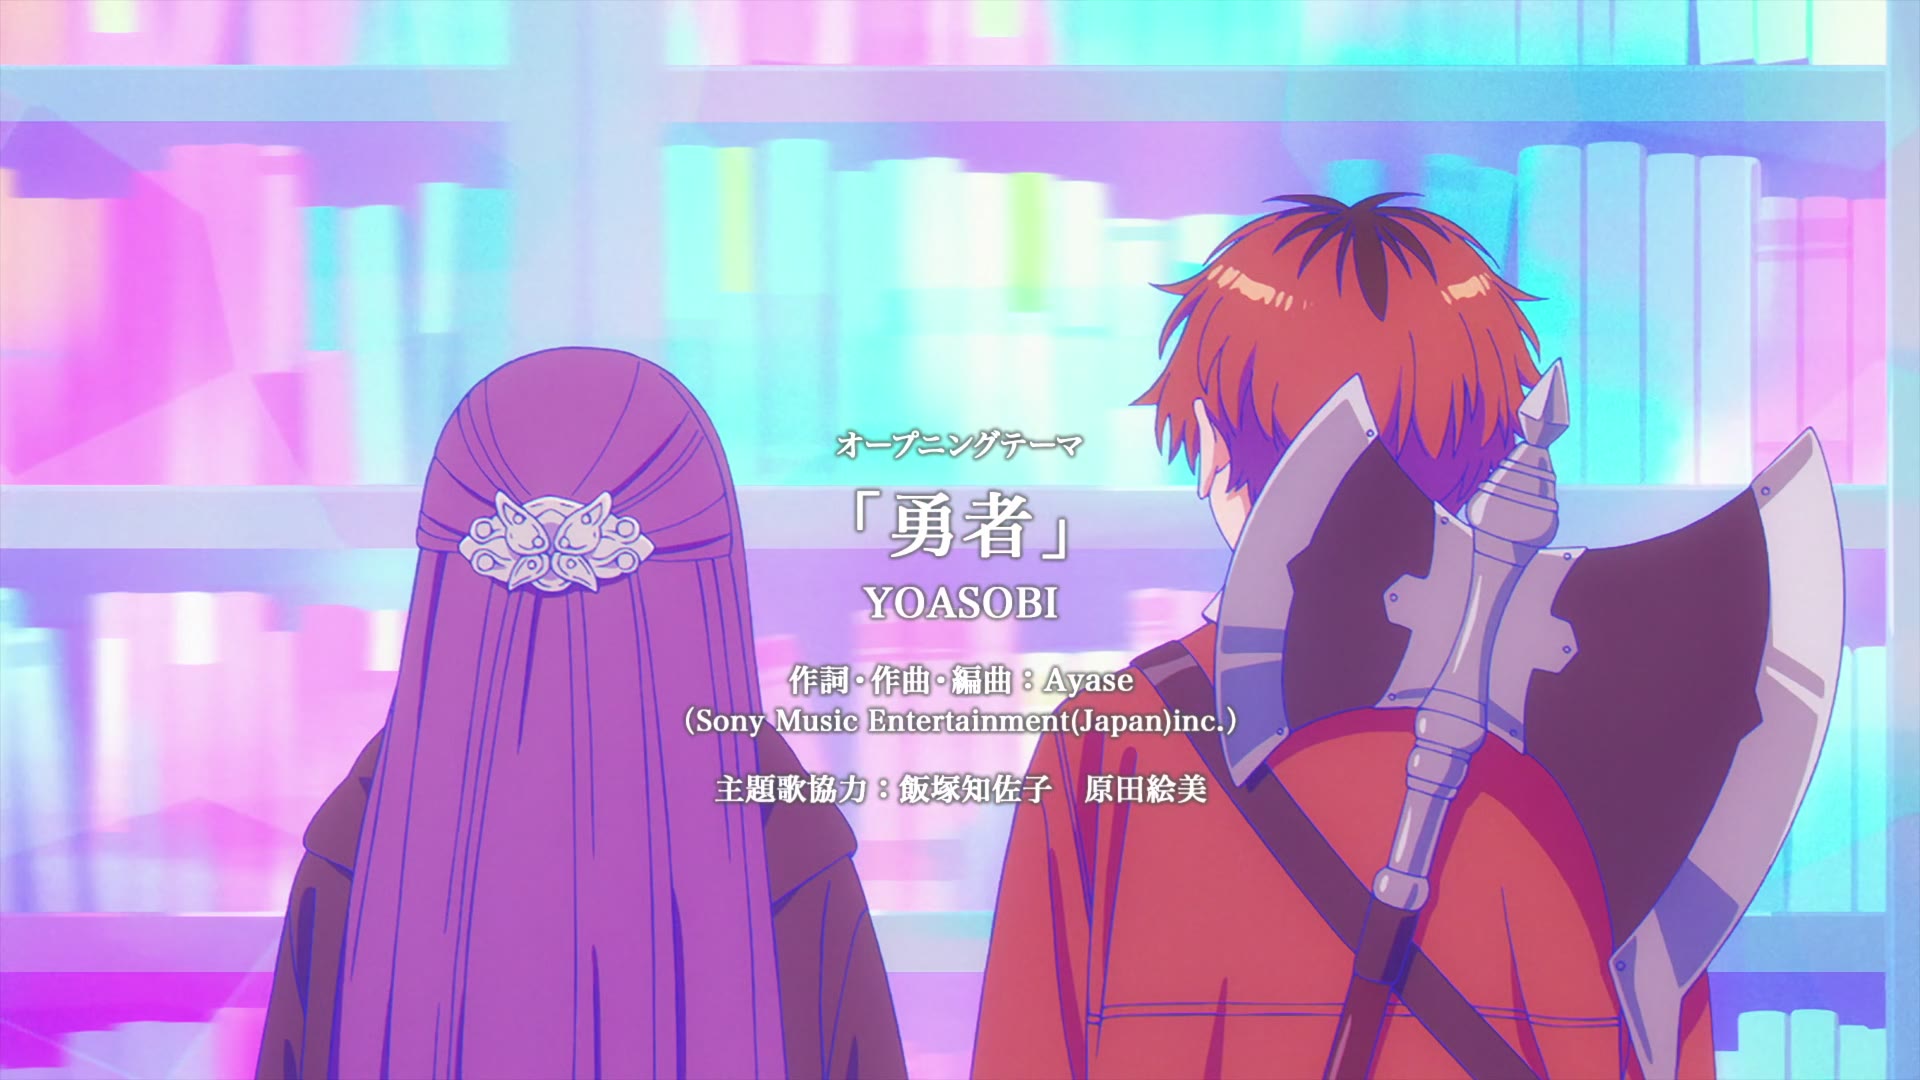 オープニングテーマ
「勇者」
YOASOBI
作詞・作曲・編曲：Ayase
（Sony Music Entertainment(Japan)inc.）
主題歌協力：飯塚知佐子　原田絵美